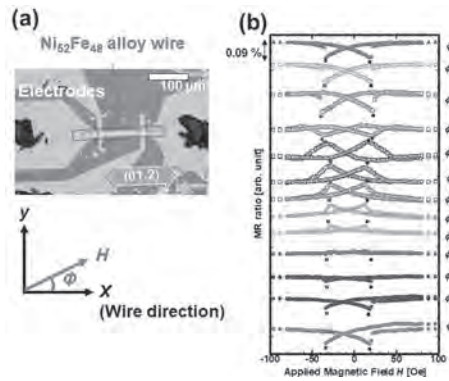 (a)
Ni52Fe48 alloy wire
Electrodes
100 μm
(01.2)
y
H
Φ
x
(Wire direction)
(b)
0.09 %
MR ratio [arb. unit]
-100 -50 0 50 100
Applied Magnetic Field H [Oe]